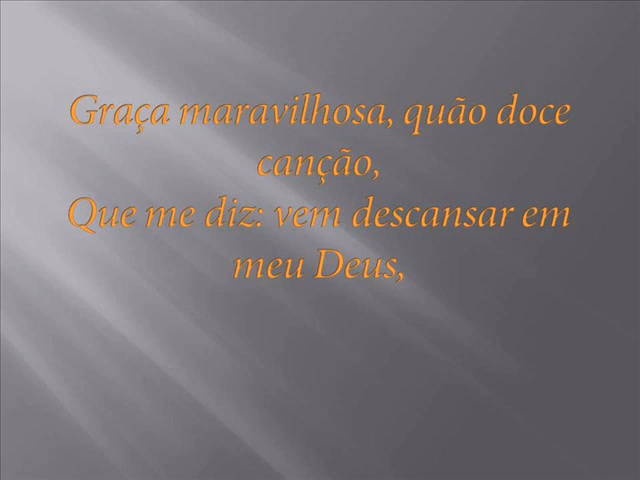 Graça maravilhosa, quão doce
canção,
Que me diz: vem descansar em
meu Deus,